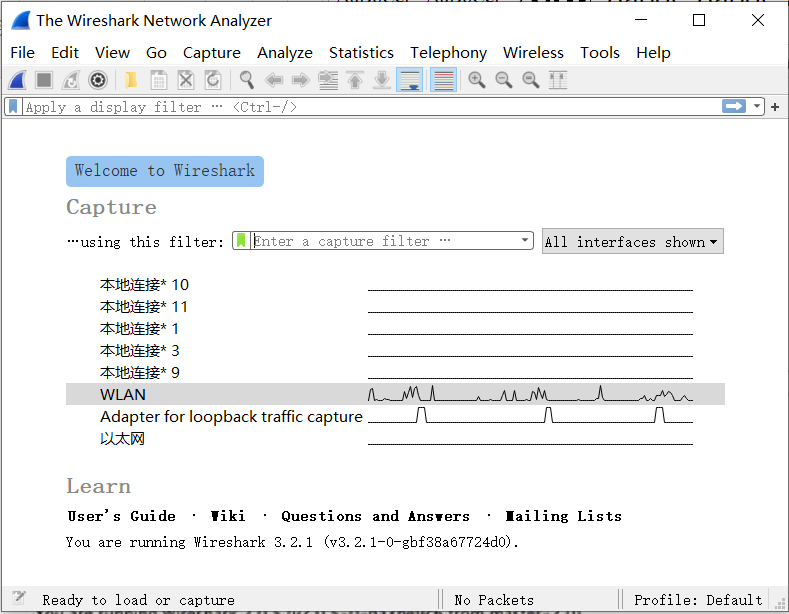 The Wireshark Network Analyzer
File Edit View Go Capture Analyze Statistics Telephony Wireless Tools Help
Apply a display filter … <Ctrl-/>
Welcome to Wireshark
Capture
…using this filter: Enter a capture filter … All interfaces shown
本地连接* 10
本地连接* 11
本地连接* 1
本地连接* 3
本地连接* 9
WLAN
Adapter for loopback traffic capture
以太网
Learn
User's Guide · Wiki · Questions and Answers · Mailing Lists
You are running Wireshark 3.2.1 (v3.2.1-0-gbf38a67724d0).
Ready to load or capture No Packets Profile: Default